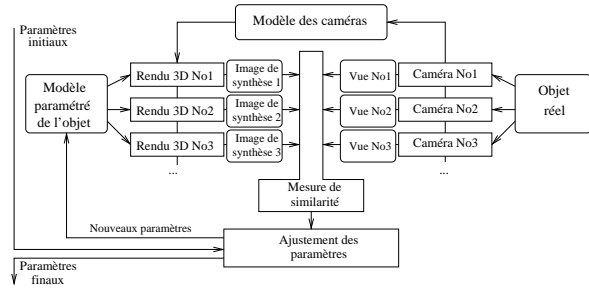 Paramètres
initiaux
Modèle des caméras
Rendu 3D No1
Image de
synthèse 1
Vue No1
Caméra No1
Modèle
paramétré
de l'objet
Rendu 3D No2
Image de
synthèse 2
Vue No2
Caméra No2
Objet
réel
Rendu 3D No3
Image de
synthèse 3
Vue No3
Caméra No3
...
...
Mesure de
similarité
Nouveaux paramètres
Ajustement des
paramètres
Paramètres
finaux